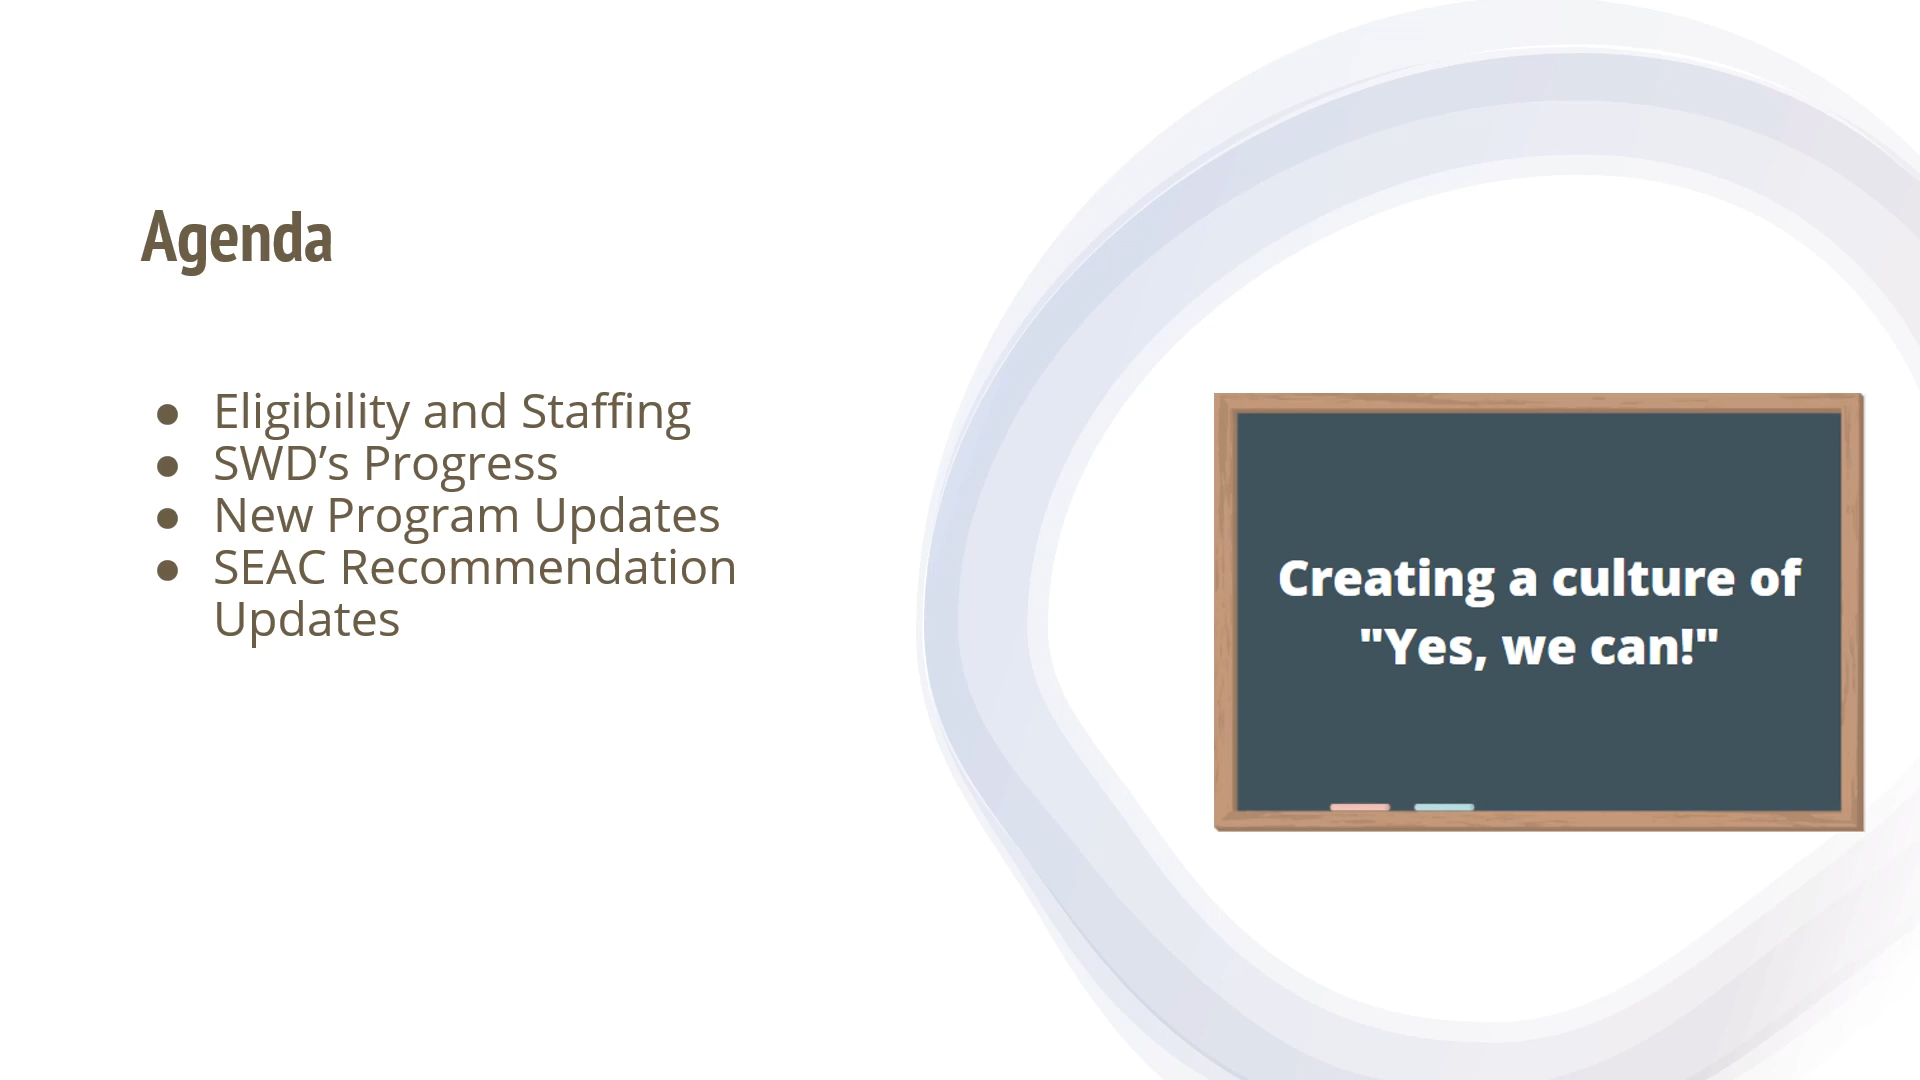 Agenda
● Eligibility and Staffing
● SWD’s Progress
● New Program Updates
● SEAC Recommendation
Updates
Creating a culture of
"Yes, we can!"